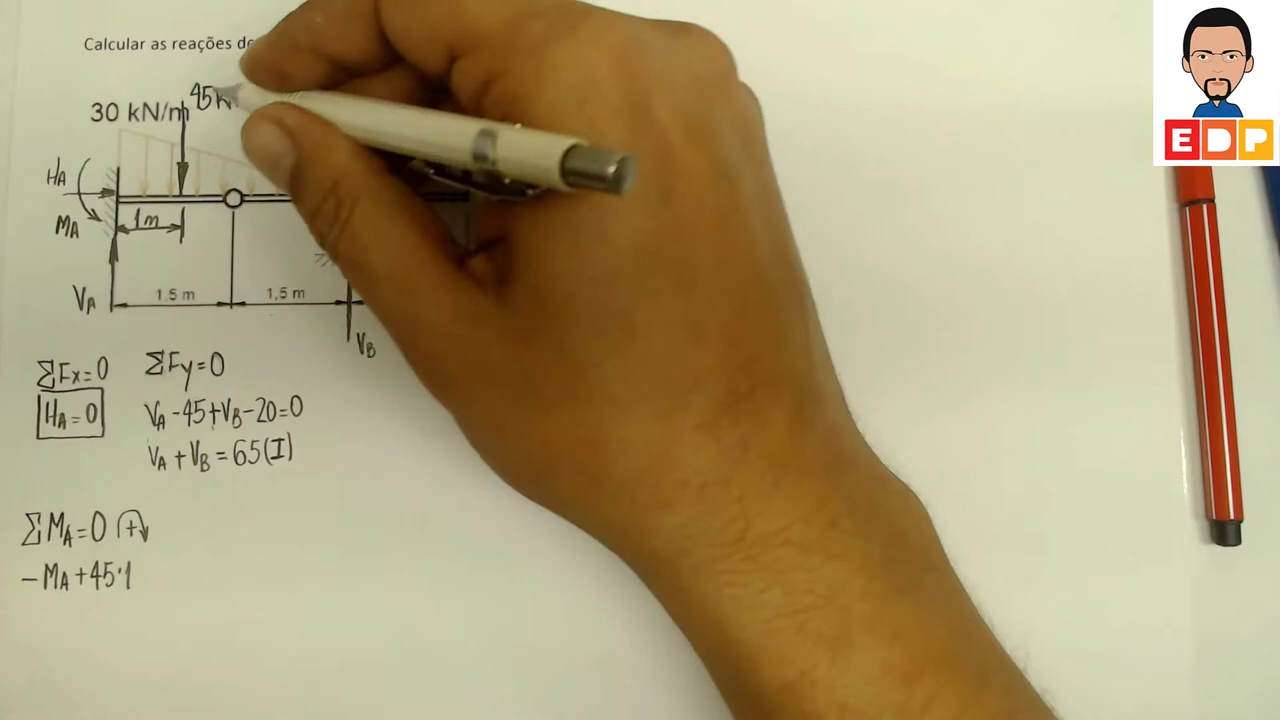 Calcular as reações
45
30 kN/m
HA
MA
1m
VA
1,5 m
1,5 m
VB
ΣFx=0
HA=0
ΣFy=0
VA-45+VB-20=0
VA+VB=65(I)
ΣMA=0 +
-MA+45·1
EDP